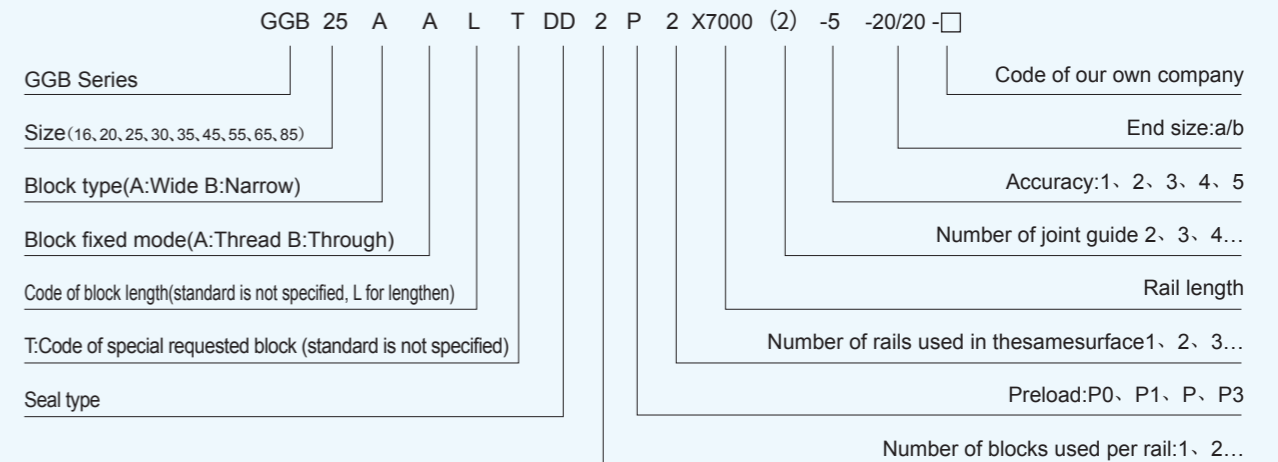 GGB 25 A A L T DD 2 P 2 X7000 （2） -5 -20/20 -□
GGB Series
Code of our own company
Size（16、20、25、30、35、45、55、65、85）
End size:a/b
Block type(A:Wide B:Narrow)
Accuracy:1、2、3、4、5
Block fixed mode(A:Thread B:Through)
Number of joint guide 2、3、4…
Code of block length(standard is not specified, L for lengthen)
Rail length
T:Code of special requested block (standard is not specified)
Number of rails used in thesamesurface1、2、3…
Seal type
Preload:P0、P1、P、P3
Number of blocks used per rail:1、2…